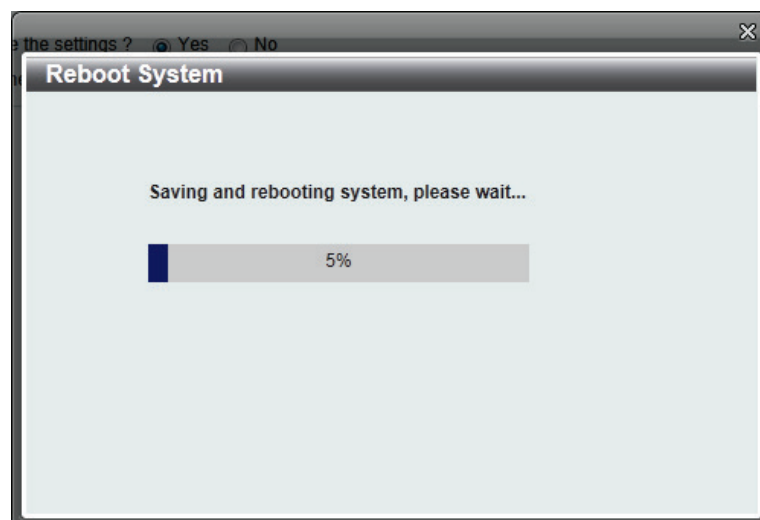 the settings ? Yes No
Reboot System
Saving and rebooting system, please wait...
5%